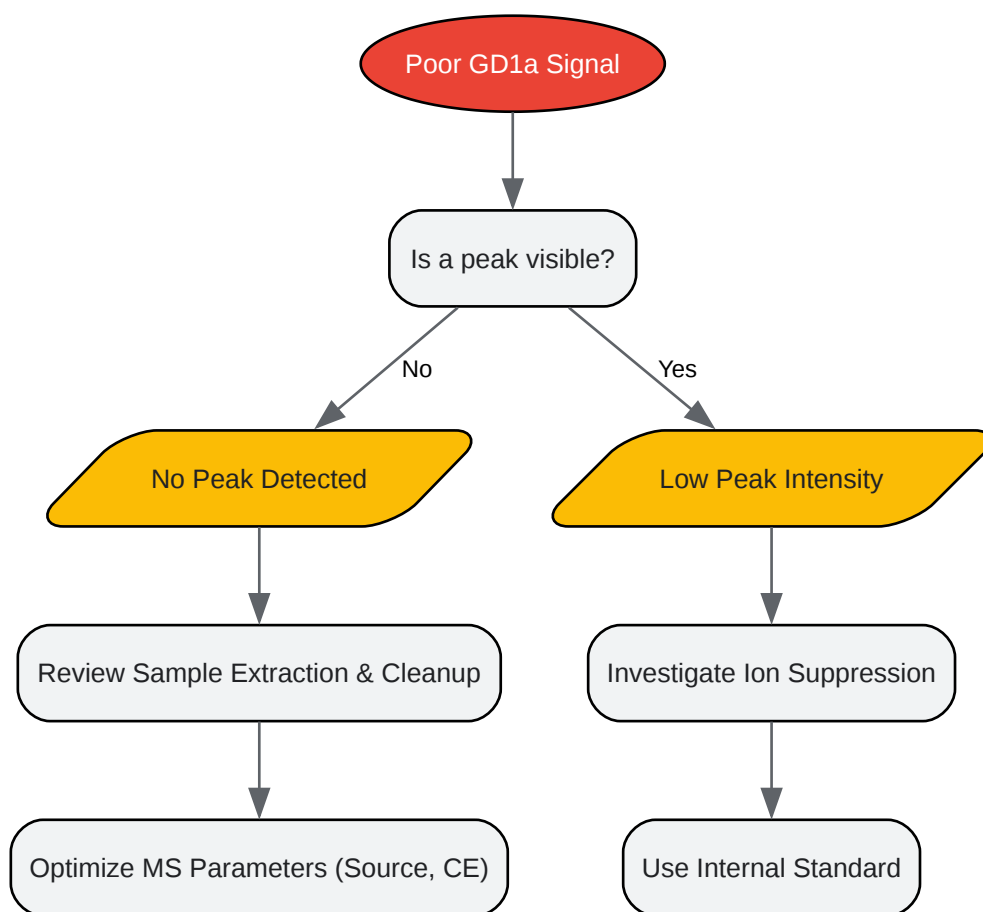 Poor GD1a Signal
Is a peak visible?
No
Yes
No Peak Detected
Low Peak Intensity
Review Sample Extraction & Cleanup
Investigate Ion Suppression
Optimize MS Parameters (Source, CE)
Use Internal Standard